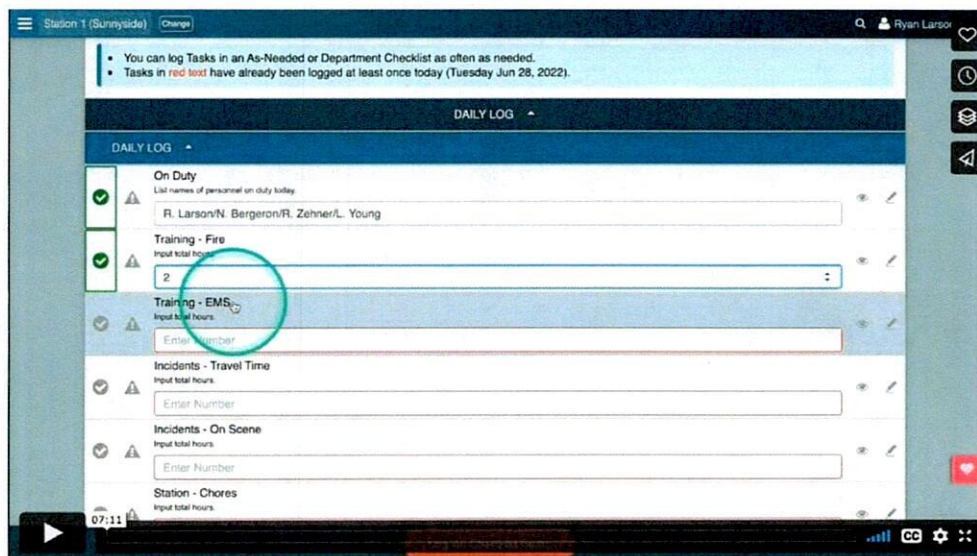 Station 1 (Sunnyside) Change Ryan Larson
You can log Tasks in an As-Needed or Department Checklist as often as needed.
Tasks in red text have already been logged at least once today (Tuesday Jun 28, 2022).
DAILY LOG
DAILY LOG
On Duty
List names of personnel on duty today.
R. Larson/N. Bergeron/R. Zehner/L. Young
Training - Fire
Input total hours.
2
Training - EMS
Input total hours.
Enter Number
Incidents - Travel Time
Input total hours.
Enter Number
Incidents - On Scene
Input total hours.
Enter Number
Station - Chores
Input total hours.
07:11
CC